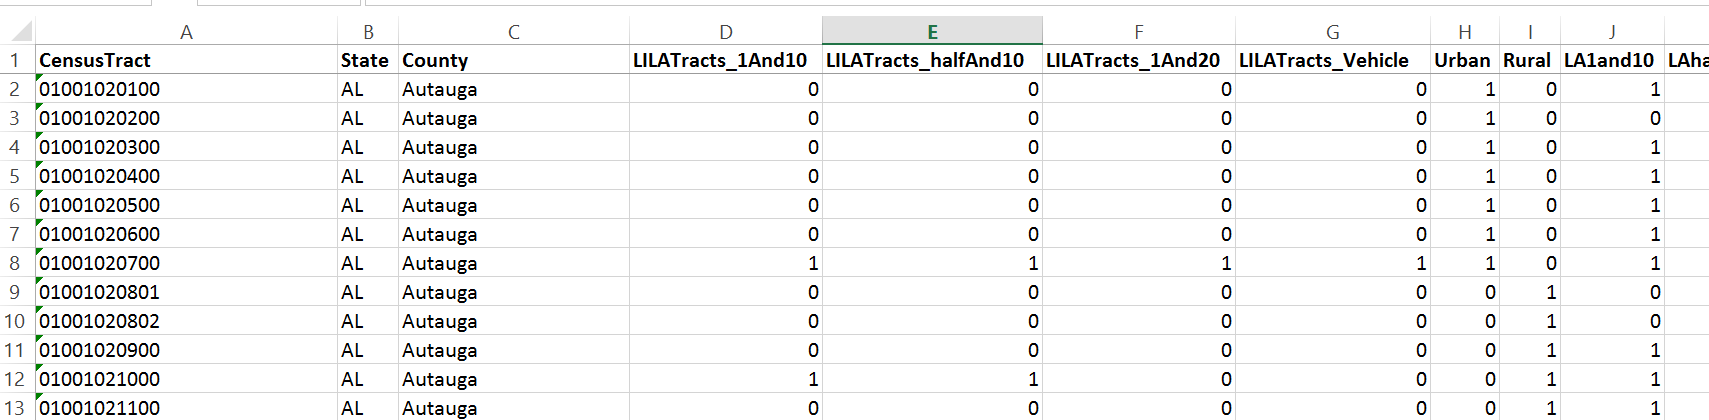 A B C D E F G H I J
1 CensusTract State County LILATracts_1And10 LILATracts_halfAnd10 LILATracts_1And20 LILATracts_Vehicle Urban Rural LA1and10 LAha
2 01001020100 AL Autauga 0 0 0 0 1 0 1
3 01001020200 AL Autauga 0 0 0 0 1 0 0
4 01001020300 AL Autauga 0 0 0 0 1 0 1
5 01001020400 AL Autauga 0 0 0 0 1 0 1
6 01001020500 AL Autauga 0 0 0 0 1 0 1
7 01001020600 AL Autauga 0 0 0 0 1 0 1
8 01001020700 AL Autauga 1 1 1 1 1 0 1
9 01001020801 AL Autauga 0 0 0 0 0 1 0
10 01001020802 AL Autauga 0 0 0 0 0 1 0
11 01001020900 AL Autauga 0 0 0 0 0 1 1
12 01001021000 AL Autauga 1 1 0 0 0 1 1
13 01001021100 AL Autauga 0 0 0 0 0 1 1